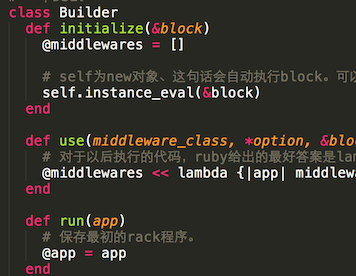 class Builder
def initialize(&block)
@middlewares = []
# self为new对象、这句话会自动执行block。可
self.instance_eval(&block)
end
def use(middleware_class, *option, &blo
# 对于以后执行的代码，ruby给出的最好答案是lam
@middlewares << lambda {|app| middlewa
end
def run(app)
# 保存最初的rack程序。
@app = app
end